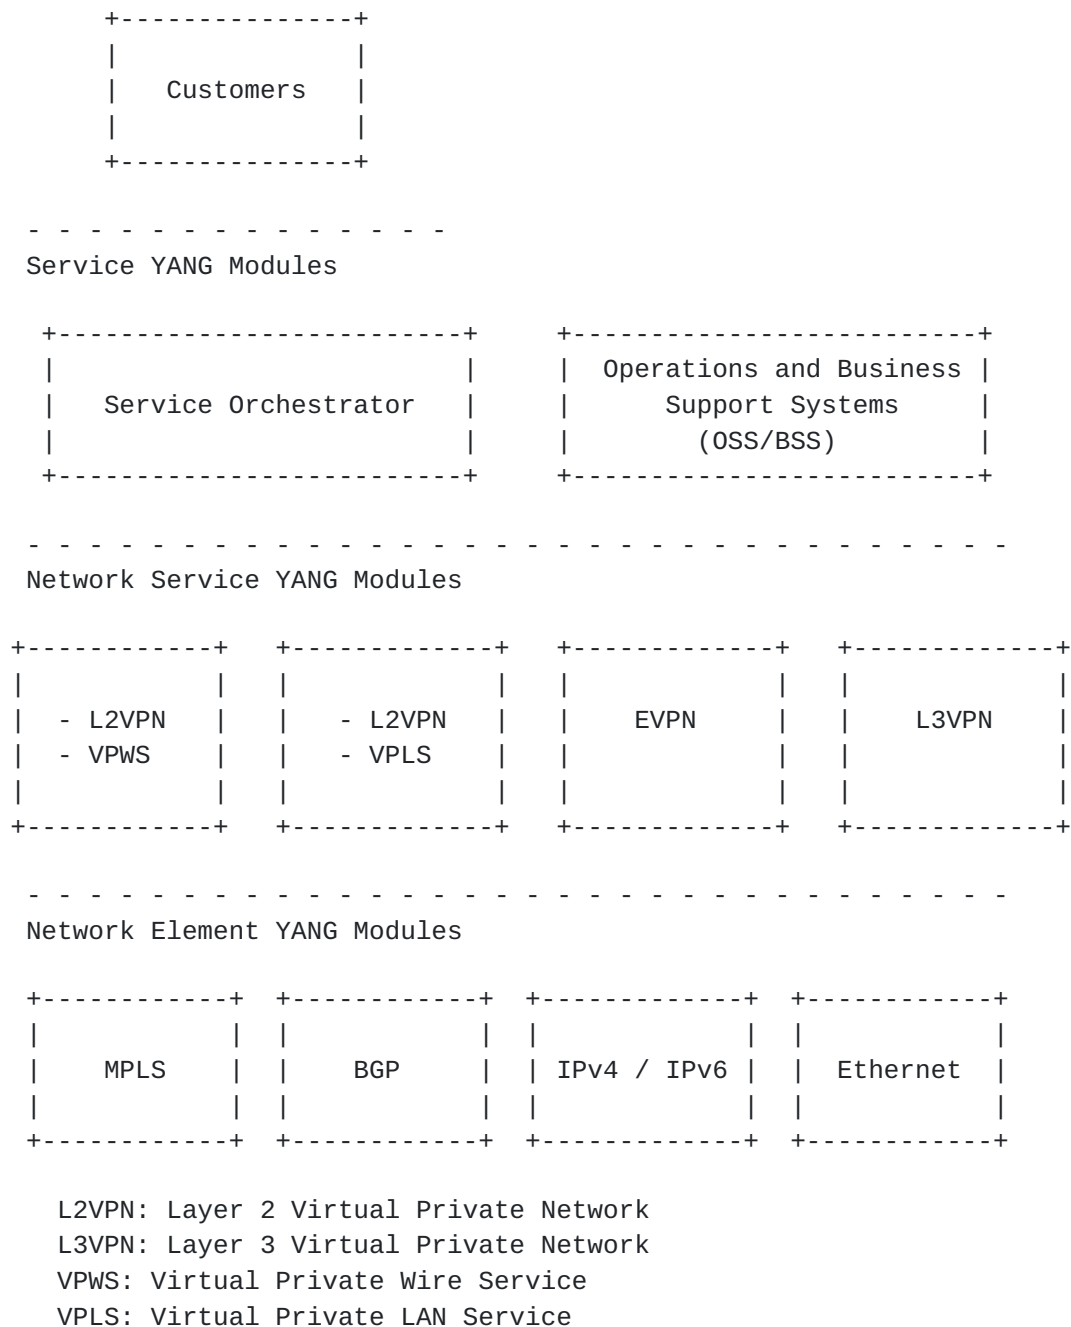 Customers
Service YANG Modules
Service Orchestrator
Operations and Business
Support Systems
(OSS/BSS)
Network Service YANG Modules
- L2VPN
- VPWS
- L2VPN
- VPLS
EVPN
L3VPN
Network Element YANG Modules
MPLS
BGP
IPv4 / IPv6
Ethernet
L2VPN: Layer 2 Virtual Private Network
L3VPN: Layer 3 Virtual Private Network
VPWS: Virtual Private Wire Service
VPLS: Virtual Private LAN Service